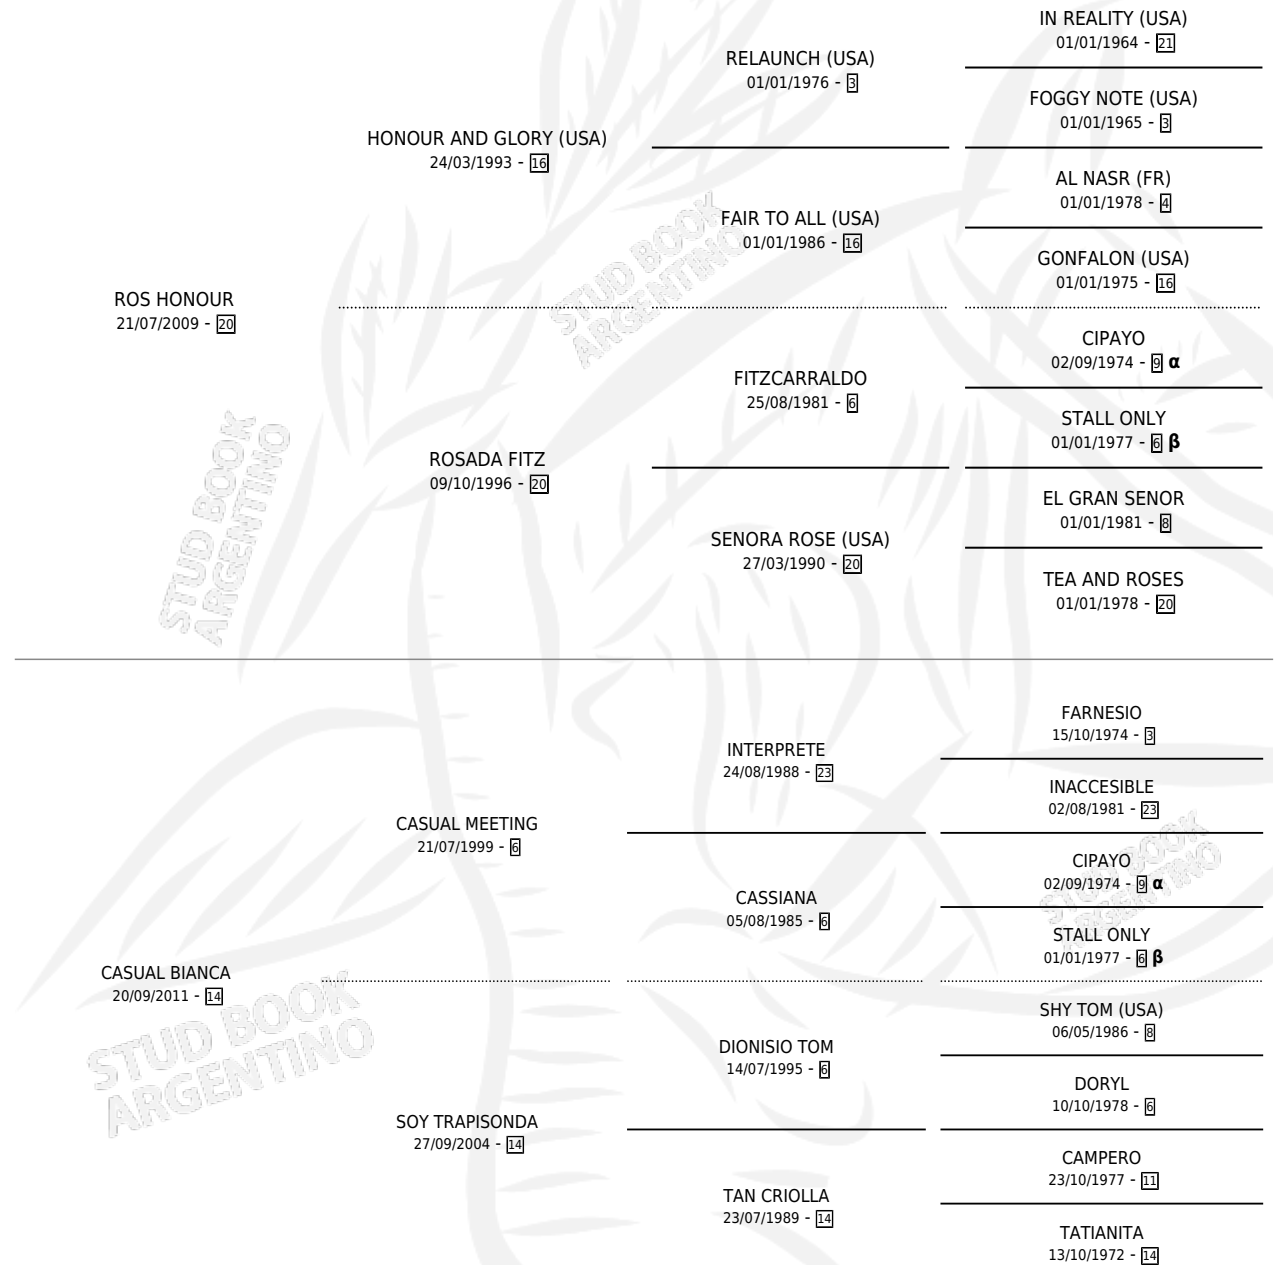 IN REALITY (USA)
01/01/1964 - 21
RELAUNCH (USA)
01/01/1976 - 3
FOGGY NOTE (USA)
01/01/1965 - 3
HONOUR AND GLORY (USA)
24/03/1993 - 16
AL NASR (FR)
01/01/1978 - 4
FAIR TO ALL (USA)
01/01/1986 - 16
GONFALON (USA)
01/01/1975 - 16
STUD BOOK
ARGENTINO
ROS HONOUR
21/07/2009 - 20
CIPAYO
02/09/1974 - 9 α
FITZCARRALDO
25/08/1981 - 6
STALL ONLY
01/01/1977 - 6 β
ROSADA FITZ
09/10/1996 - 20
EL GRAN SENOR
01/01/1981 - 8
SENORA ROSE (USA)
27/03/1990 - 20
TEA AND ROSES
01/01/1978 - 20
STUD BOOK
ARGENTINO
FARNESIO
15/10/1974 - 3
INTERPRETE
24/08/1988 - 23
INACCESIBLE
02/08/1981 - 23
CASUAL MEETING
21/07/1999 - 6
CIPAYO
02/09/1974 - 9 α
CASSIANA
05/08/1985 - 6
STALL ONLY
01/01/1977 - 6 β
STUD BOOK
ARGENTINO
CASUAL BIANCA
20/09/2011 - 14
SHY TOM (USA)
06/05/1986 - 8
DIONISIO TOM
14/07/1995 - 6
DORYL
10/10/1978 - 6
STUD BOOK
ARGENTINO
SOY TRAPISONDA
27/09/2004 - 14
CAMPERO
23/10/1977 - 11
TAN CRIOLLA
23/07/1989 - 14
TATIANITA
13/10/1972 - 14